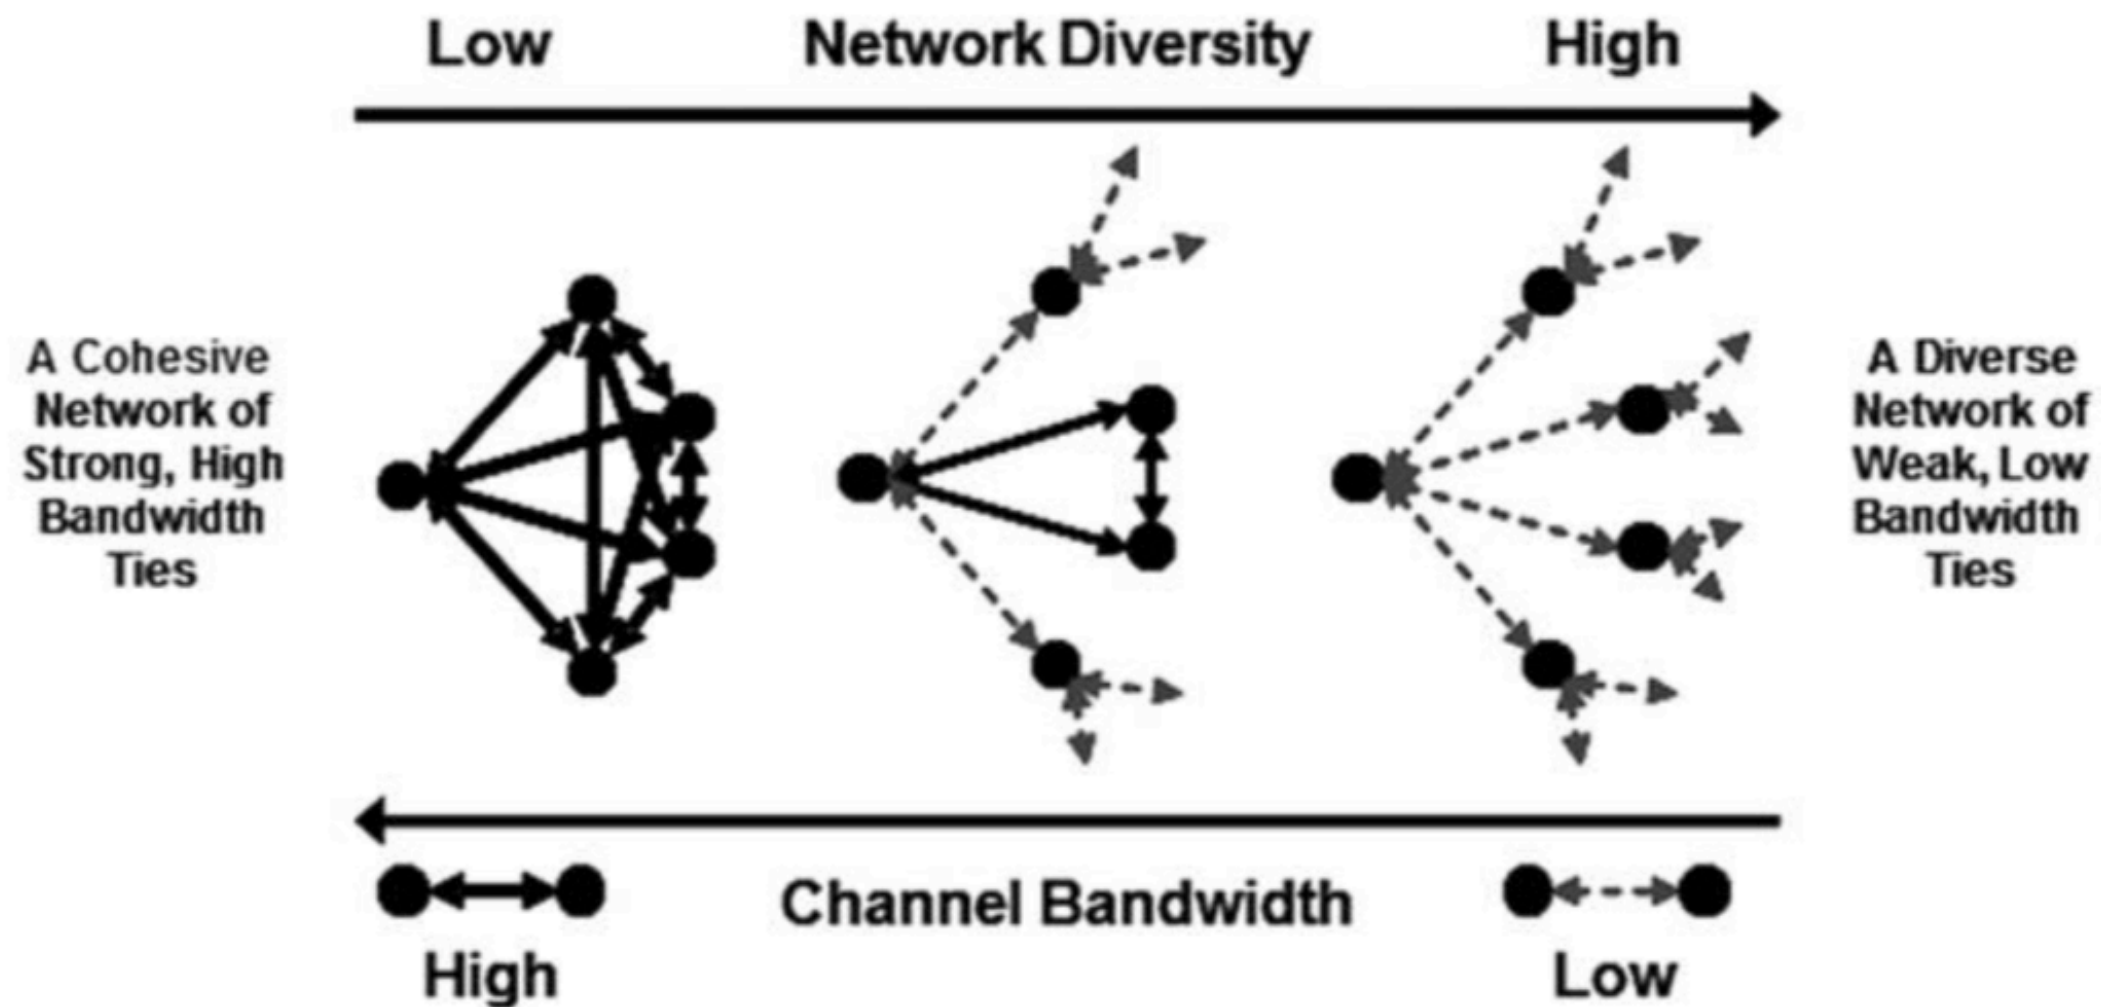 Low
Network Diversity
High
A Cohesive
Network of
Strong, High
Bandwidth
Ties
A Diverse
Network of
Weak, Low
Bandwidth
Ties
Channel Bandwidth
High
Low